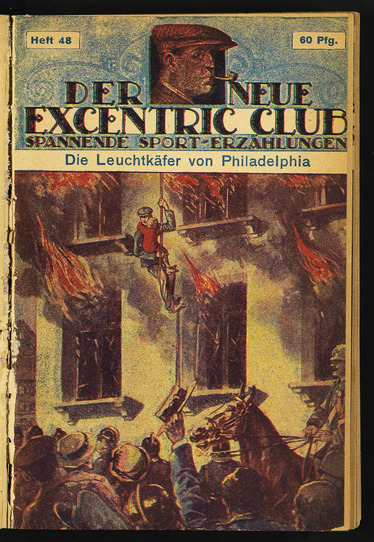 Heft 48
60 Pfg.
DER NEUE
EXCENTRIC CLUB
SPANNENDE SPORT-ERZÄHLUNGEN
Die Leuchtkäfer von Philadelphia